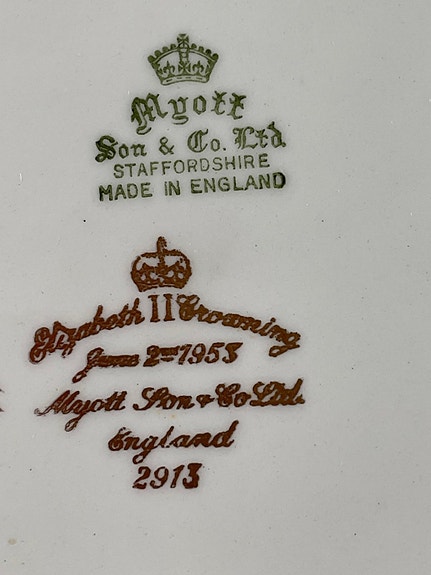 Myott
Son & Co. Ltd.
STAFFORDSHIRE
MADE IN ENGLAND
Elizabeth II Crowning
June 2nd 1953
Myott Son & Co Ltd.
England
2913